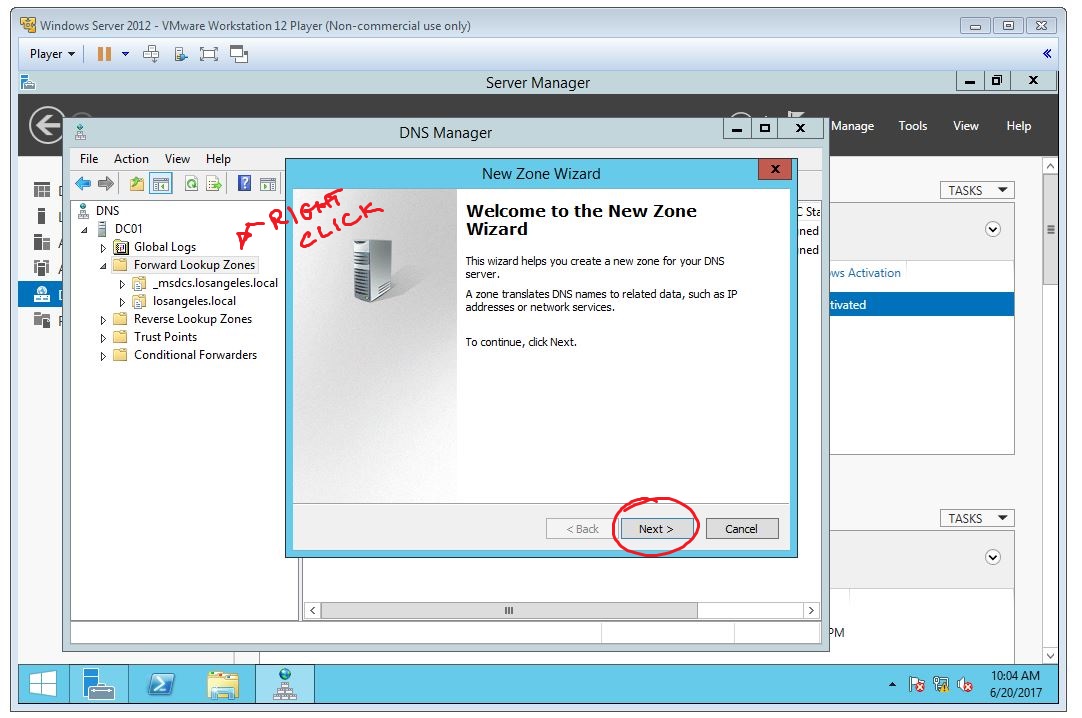 Windows Server 2012 - VMware Workstation 12 Player (Non-commercial use only)
Player
Server Manager
Manage Tools View Help
DNS Manager
File Action View Help
New Zone Wizard
TASKS
DNS
DC01
Global Logs
Forward Lookup Zones
_msdcs.losangeles.local
losangeles.local
Reverse Lookup Zones
Trust Points
Conditional Forwarders
RIGHT
CLICK
Welcome to the New Zone
Wizard
This wizard helps you create a new zone for your DNS
server.
A zone translates DNS names to related data, such as IP
addresses or network services.
To continue, click Next.
< Back Next > Cancel
C Sta
ned
ned
ws Activation
tivated
TASKS
PM
10:04 AM
6/20/2017